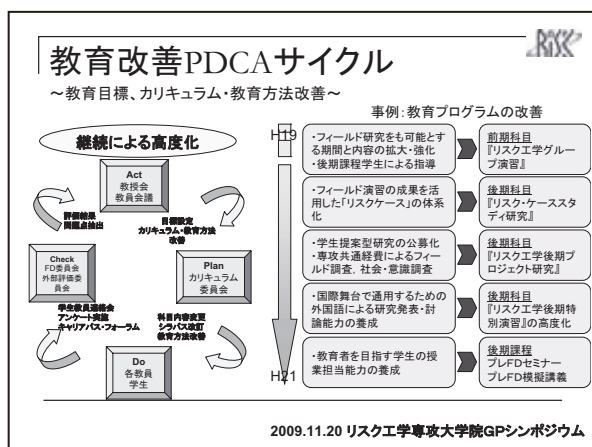 RISK
教育改善PDCAサイクル
～教育目標、カリキュラム・教育方法改善～
事例：教育プログラムの改善
継続による高度化
Act
教授会
教員会議
評価結果
問題点抽出
目標設定
カリキュラム・教育方法
改善
Check
FD委員会
外部評価委
員会
Plan
カリキュラム
委員会
学生教員連絡会
アンケート実施
キャリアパス・フォーラム
科目内容変更
シラバス改訂
教育方法改善
Do
各教員
学生
H19
・フィールド研究をも可能とす
る期間と内容の拡大・強化
・後期課程学生による指導
前期科目
『リスク工学グルー
プ演習』
・フィールド演習の成果を活
用した「リスクケース」の体系
化
後期科目
『リスク・ケーススタ
ディ研究』
・学生提案型研究の公募化
・専攻共通経費によるフィー
ルド調査、社会・意識調査
後期科目
『リスク工学後期プ
ロジェクト研究』
・国際舞台で通用するための
外国語による研究発表・討
論能力の養成
後期科目
『リスク工学後期特
別演習』の高度化
・教育者を目指す学生の授
業担当能力の養成
後期課程
プレFDセミナー
プレFD模擬講義
H21
2009.11.20 リスク工学専攻大学院GPシンポジウム